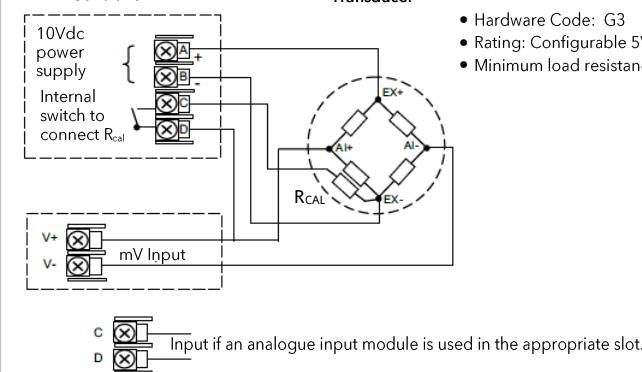 Transducer
10Vdc
power
supply
A
+
B
-
Internal
switch to
connect Rcal
C
D
EX+
AI+
AI-
RCAL
EX-
V+
V-
mV Input
C
D
Input if an analogue input module is used in the appropriate slot.
• Hardware Code: G3
• Rating: Configurable 5V
• Minimum load resistan